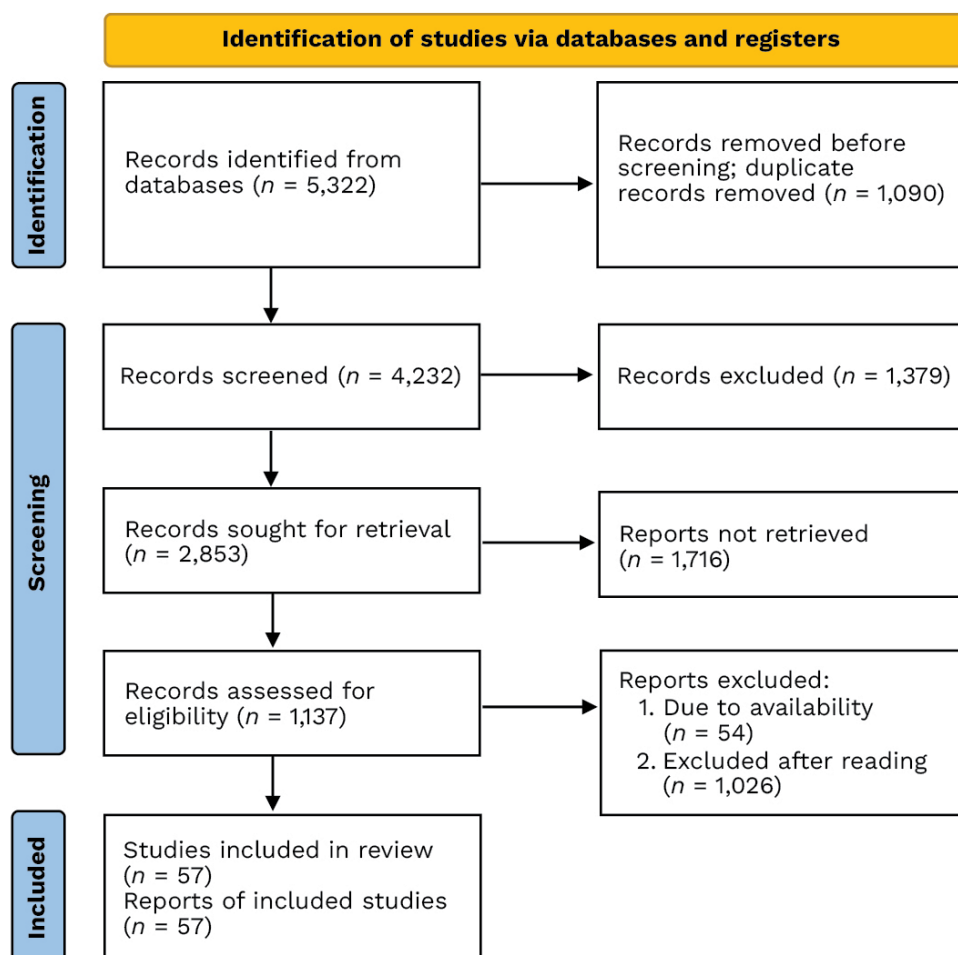 Identification of studies via databases and registers
Identification
Records identified from
databases (n = 5,322)
Records removed before
screening; duplicate
records removed (n = 1,090)
Screening
Records screened (n = 4,232)
Records excluded (n = 1,379)
Records sought for retrieval
(n = 2,853)
Reports not retrieved
(n = 1,716)
Records assessed for
eligibility (n = 1,137)
Reports excluded:
1. Due to availability
(n = 54)
2. Excluded after reading
(n = 1,026)
Included
Studies included in review
(n = 57)
Reports of included studies
(n = 57)